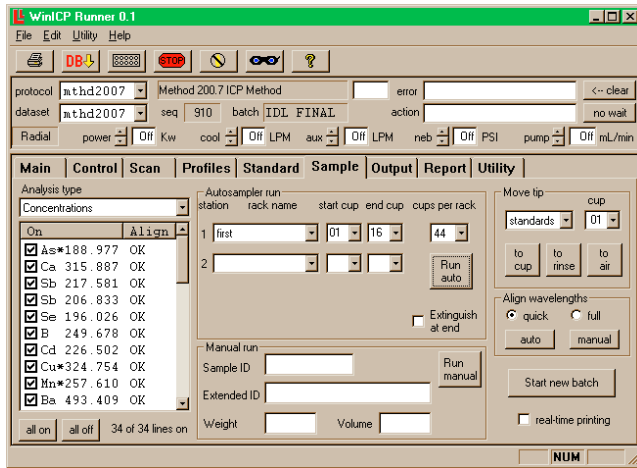 WinICP Runner 0.1
File Edit Utility Help
DB STOP ?
protocol mthd2007 Method 200.7 ICP Method error <-- clear
dataset mthd2007 seq 910 batch IDL FINAL action no wait
Radial power Off Kw cool Off LPM aux Off LPM neb Off PSI pump Off mL/min
Main Control Scan Profiles Standard Sample Output Report Utility
Analysis type
Concentrations
On Align
As*188.977 OK
Ca 315.887 OK
Sb 217.581 OK
Sb 206.833 OK
Se 196.026 OK
B 249.678 OK
Cd 226.502 OK
Cu*324.754 OK
Mn*257.610 OK
Ba 493.409 OK
all on all off 34 of 34 lines on
Autosampler run
station rack name start cup end cup cups per rack
1 first 01 16 44
2
Run
auto
Extinguish
at end
Manual run
Sample ID
Run
manual
Extended ID
Weight Volume
Move tip
cup
standards 01
to
cup
to
rinse
to
air
Align wavelengths
quick full
auto manual
Start new batch
real-time printing
NUM